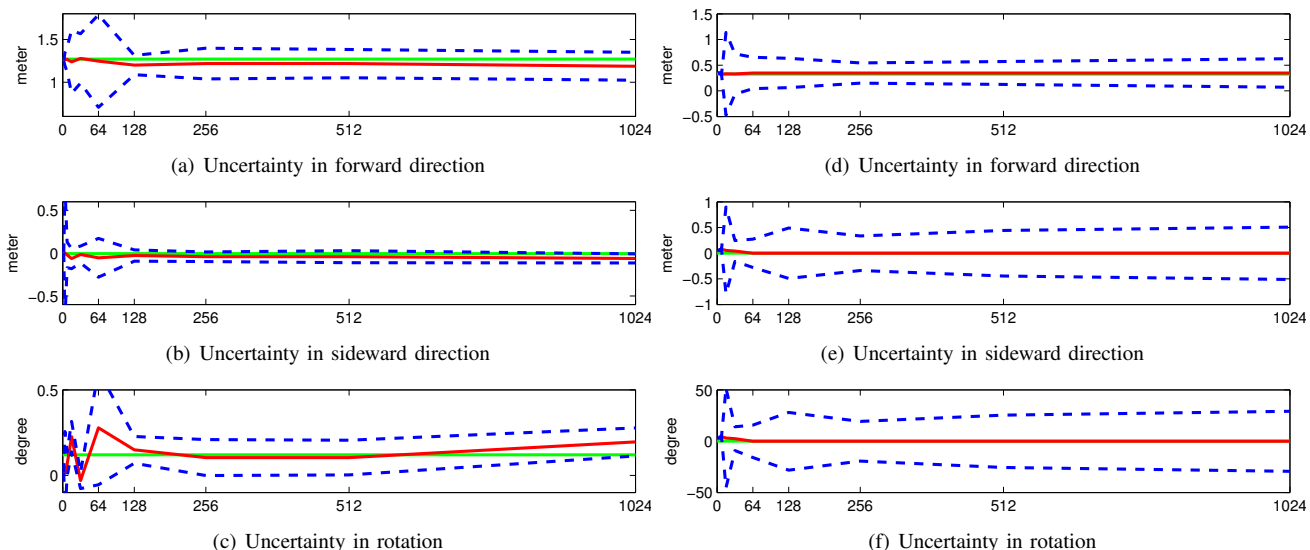 1.5
1
meter
0 64 128 256 512 1024
(a) Uncertainty in forward direction
0.5
0
−0.5
meter
0 64 128 256 512 1024
(b) Uncertainty in sideward direction
0.5
0
degree
0 64 128 256 512 1024
(c) Uncertainty in rotation
1.5
1
0.5
0
−0.5
meter
0 64 128 256 512 1024
(d) Uncertainty in forward direction
1
0.5
0
−0.5
−1
meter
0 64 128 256 512 1024
(e) Uncertainty in sideward direction
50
0
−50
degree
0 64 128 256 512 1024
(f) Uncertainty in rotation